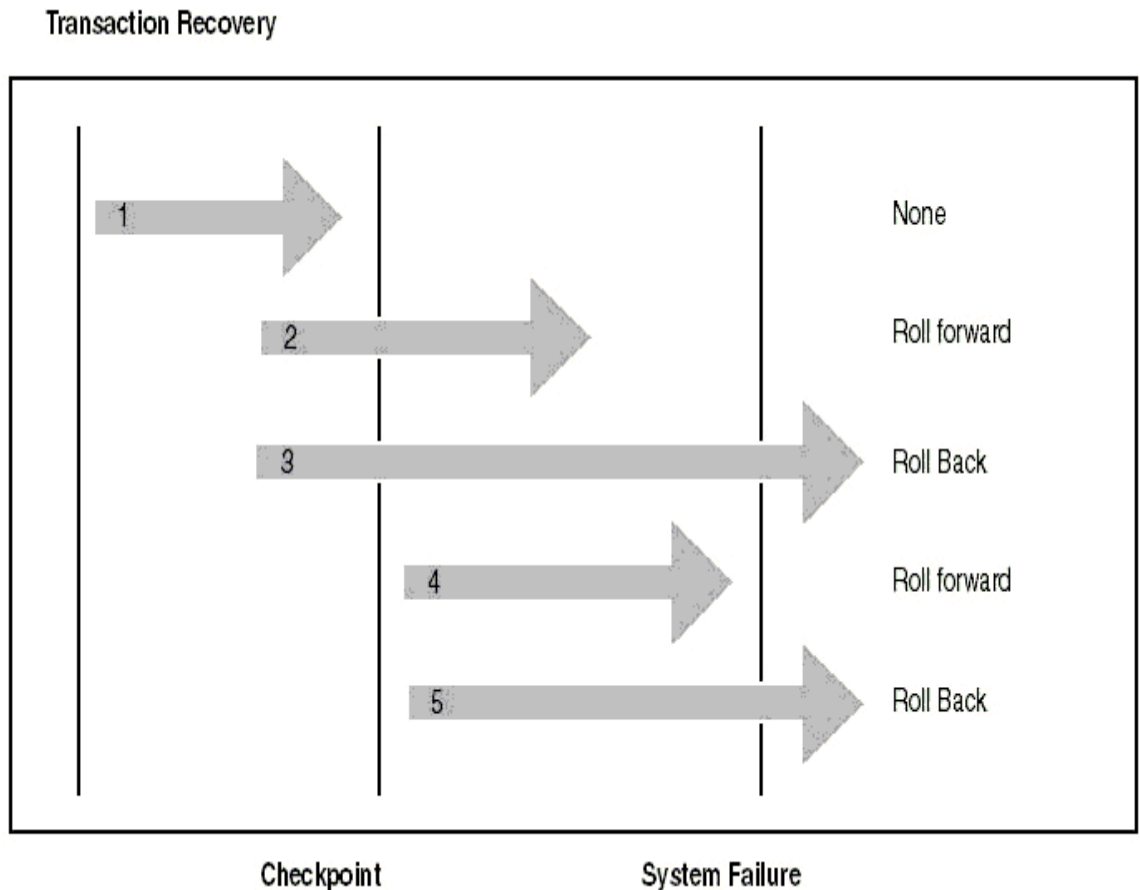 Transaction Recovery
1
None
2
Roll forward
3
Roll Back
4
Roll forward
5
Roll Back
Checkpoint
System Failure